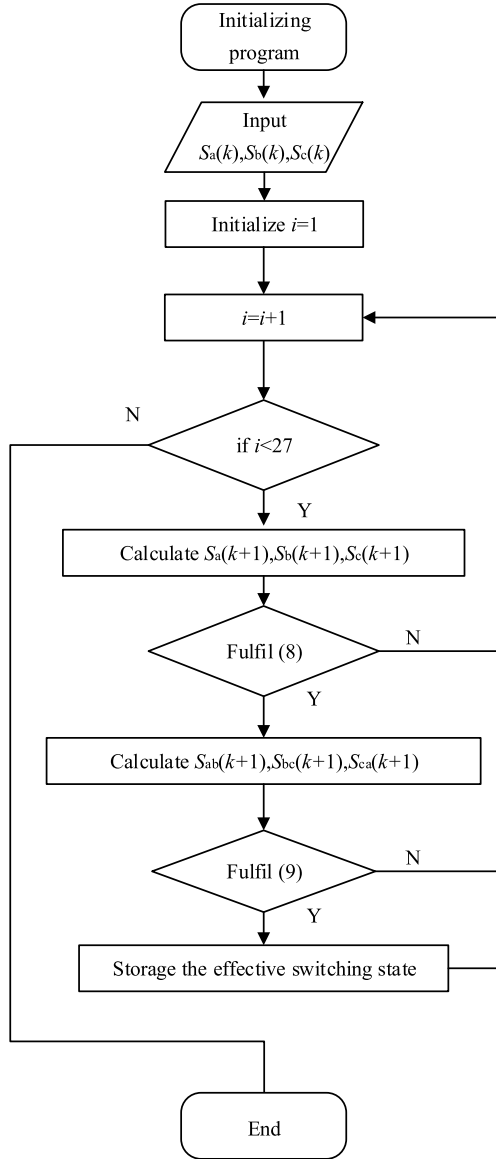 Initializing
program
Input
Sa(k),Sb(k),Sc(k)
Initialize i=1
i=i+1
N
if i<27
Y
Calculate Sa(k+1),Sb(k+1),Sc(k+1)
Fulfil (8)
N
Y
Calculate Sab(k+1),Sbc(k+1),Sca(k+1)
Fulfil (9)
N
Y
Storage the effective switching state
End